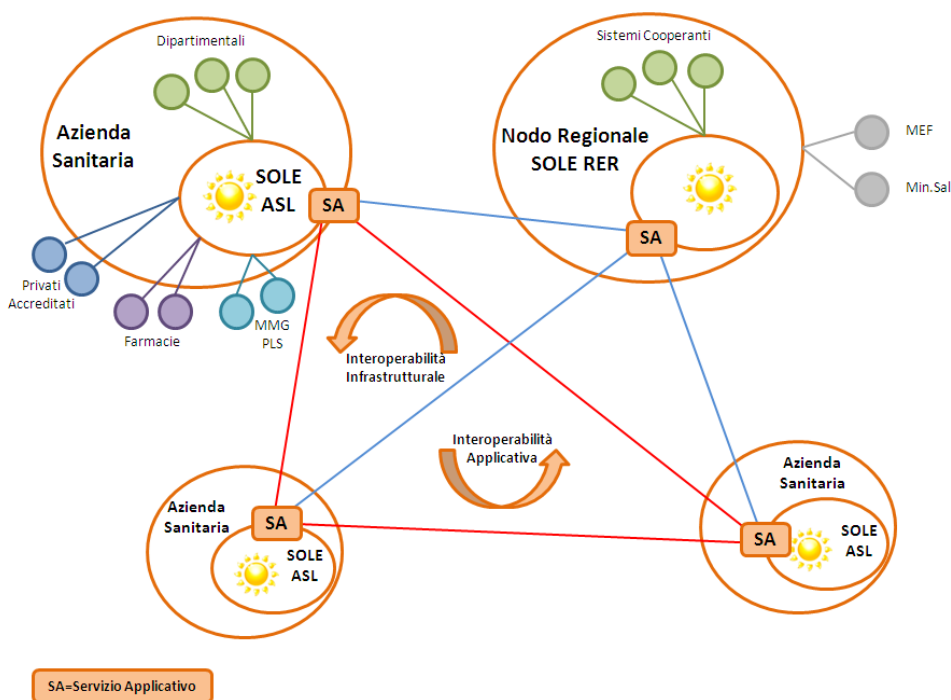 Dipartimentali
Azienda
Sanitaria
SOLE
ASL
SA
Privati
Accreditati
Farmacie
MMG
PLS
Sistemi Cooperanti
Nodo Regionale
SOLE RER
SA
MEF
Min.Sal
Interoperabilità
Infrastrutturale
Interoperabilità
Applicativa
Azienda
Sanitaria
SA
SOLE
ASL
Azienda
Sanitaria
SA
SOLE
ASL
SA=Servizio Applicativo